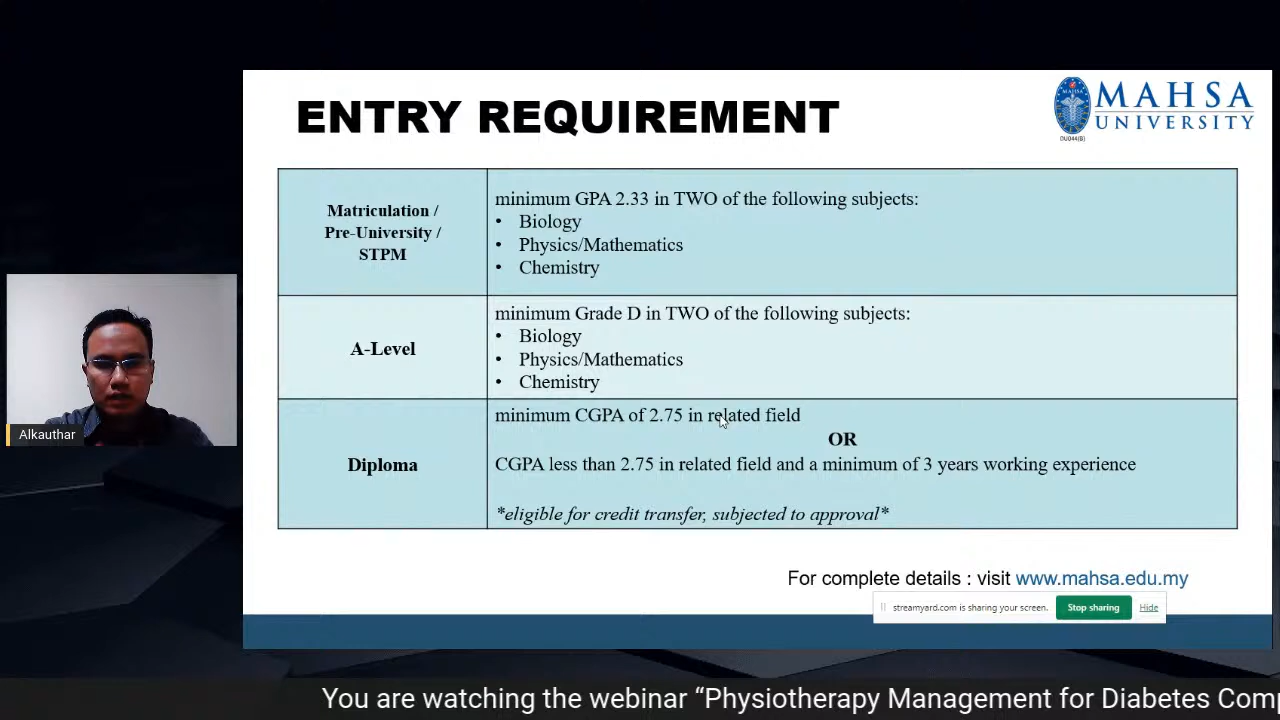 ENTRY REQUIREMENT
MAHSA
UNIVERSITY
DU044(B)
Matriculation /
Pre-University /
STPM
minimum GPA 2.33 in TWO of the following subjects:
• Biology
• Physics/Mathematics
• Chemistry
A-Level
minimum Grade D in TWO of the following subjects:
• Biology
• Physics/Mathematics
• Chemistry
Diploma
minimum CGPA of 2.75 in related field
OR
CGPA less than 2.75 in related field and a minimum of 3 years working experience
*eligible for credit transfer, subjected to approval*
Alkauthar
For complete details : visit www.mahsa.edu.my
streamyard.com is sharing your screen. Stop sharing Hide
You are watching the webinar “Physiotherapy Management for Diabetes Comp